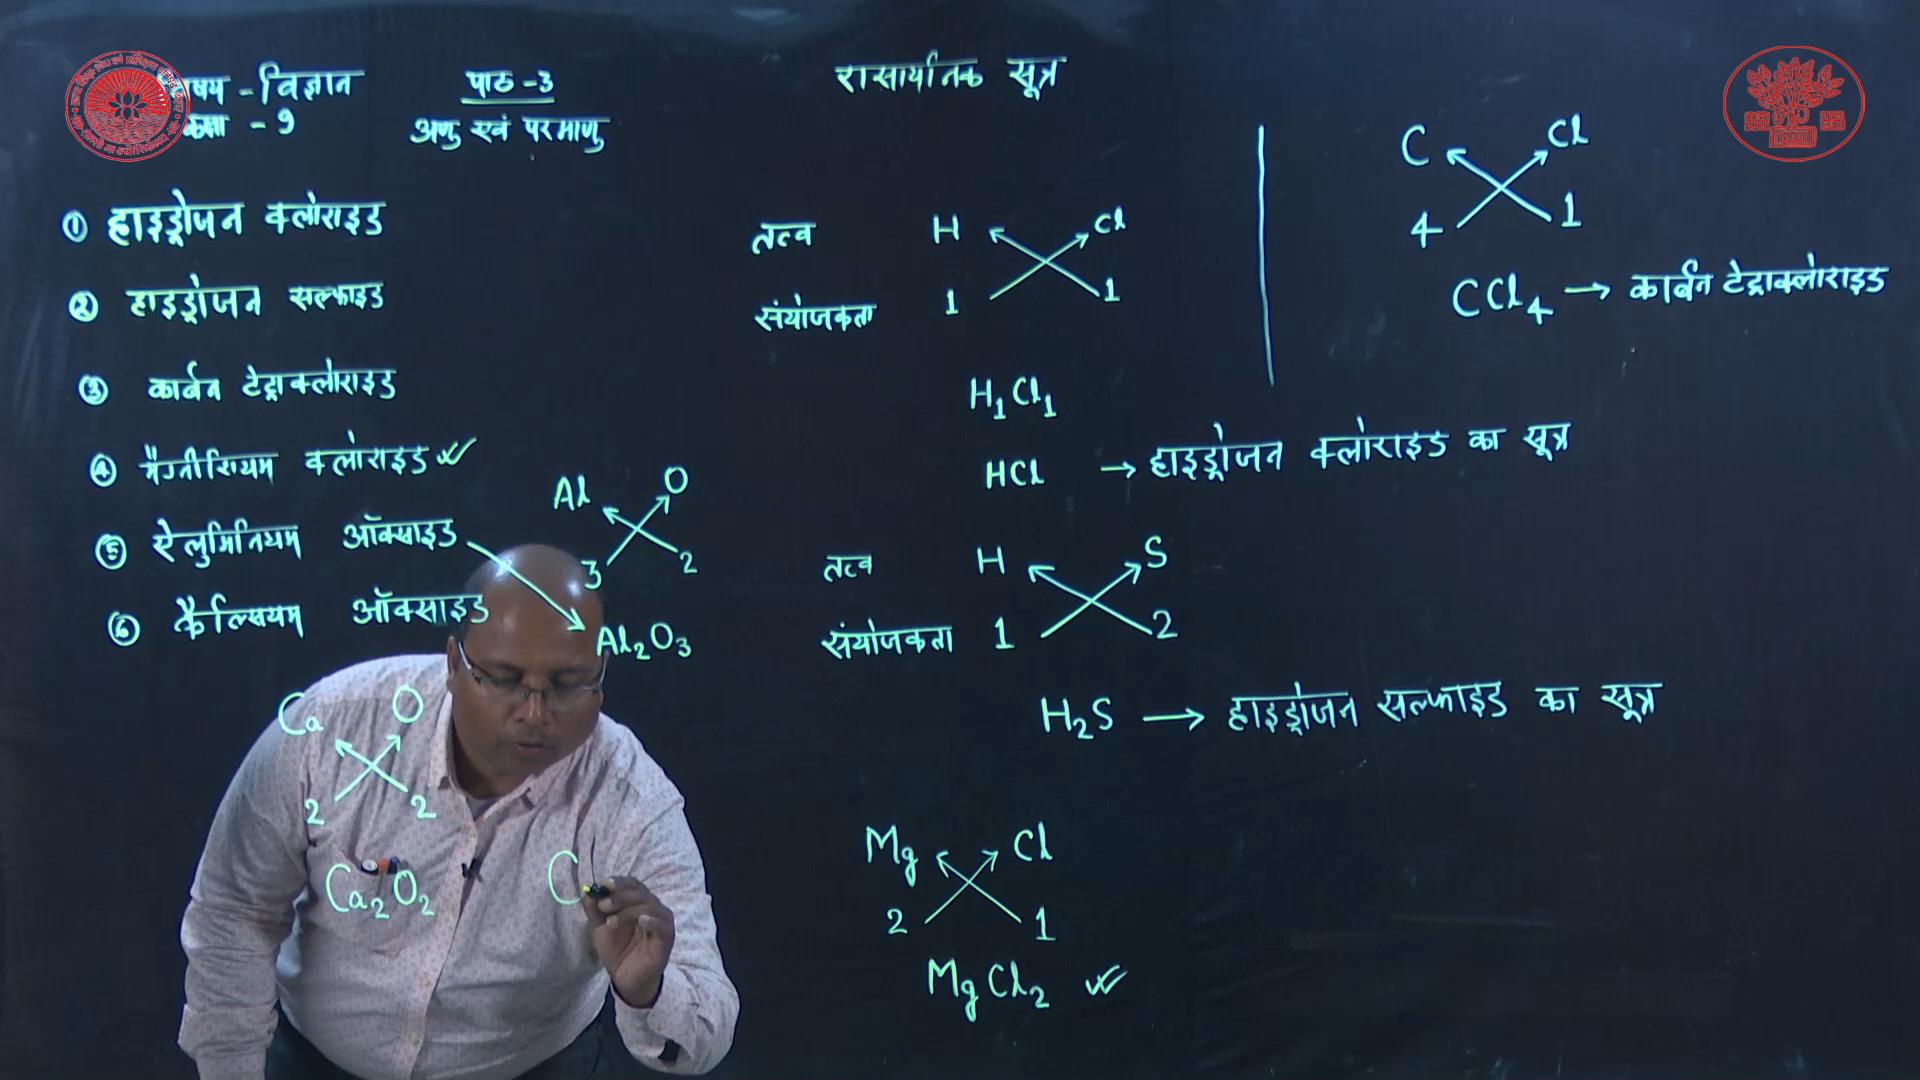 विषय - विज्ञान
कक्षा - 9
पाठ - 3
अणु एवं परमाणु
रासायनिक सूत्र
① हाइड्रोजन क्लोराइड
② हाइड्रोजन सल्फाइड
③ कार्बन टेट्राक्लोराइड
④ मैग्नीशियम क्लोराइड
⑤ ऐलुमिनियम ऑक्साइड
⑥ कैल्सियम ऑक्साइड
Al O
3 2
Al₂O₃
Ca O
2 2
Ca₂O₂
C
तत्व H Cl
संयोजकता 1 1
H₁Cl₁
HCl → हाइड्रोजन क्लोराइड का सूत्र
तत्व H S
संयोजकता 1 2
H₂S → हाइड्रोजन सल्फाइड का सूत्र
Mg Cl
2 1
MgCl₂
C Cl
4 1
CCl₄ → कार्बन टेट्राक्लोराइड